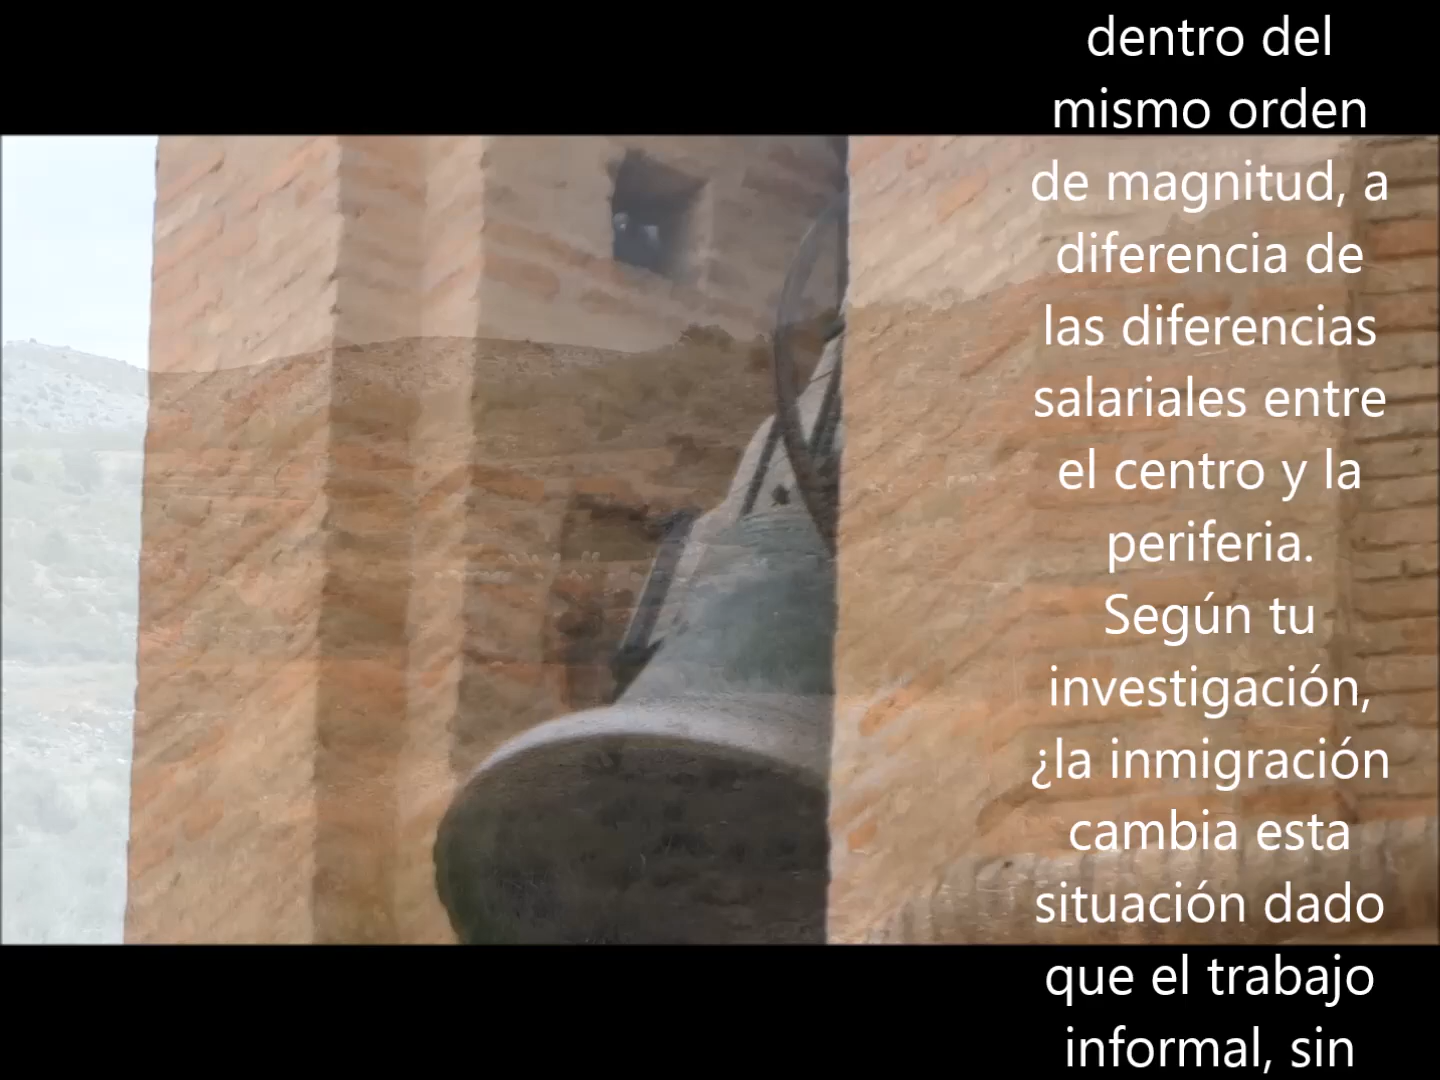 dentro del
mismo orden
de magnitud, a
diferencia de
las diferencias
salariales entre
el centro y la
periferia.
Según tu
investigación,
¿la inmigración
cambia esta
situación dado
que el trabajo
informal, sin